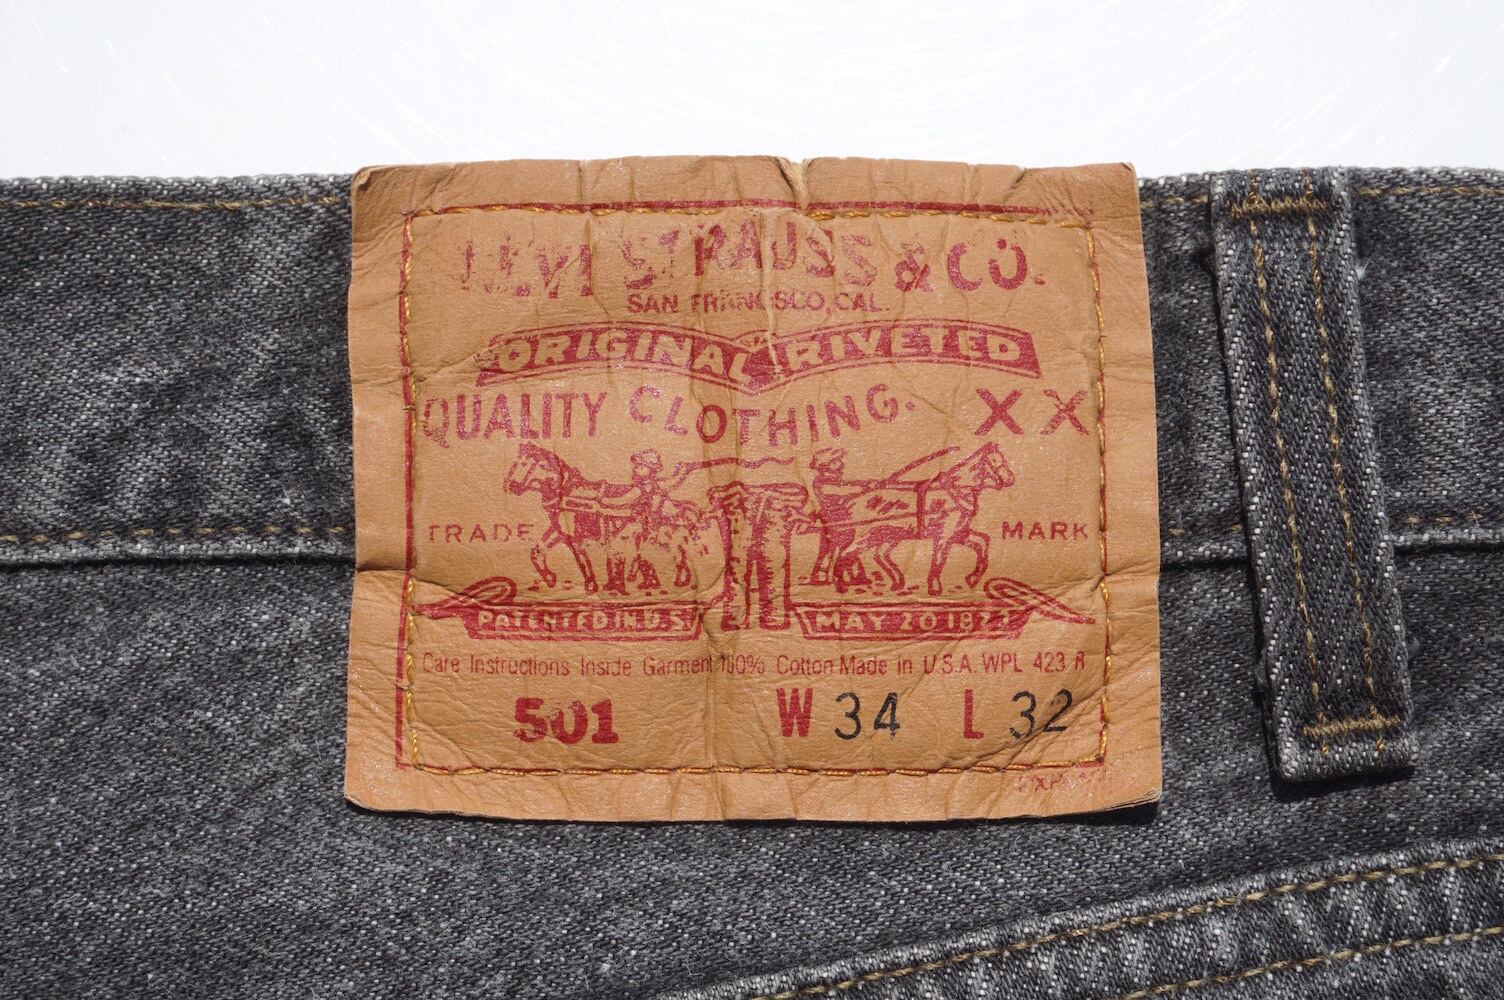 LEVI STRAUSS & CO.
SAN FRANCISCO, CAL.
ORIGINAL RIVETED
QUALITY CLOTHING. XX
TRADE MARK
PATENTED IN U.S. MAY 20 1873
Care Instructions Inside Garment 100% Cotton Made in U.S.A. WPL 423 R
501 W 34 L 32